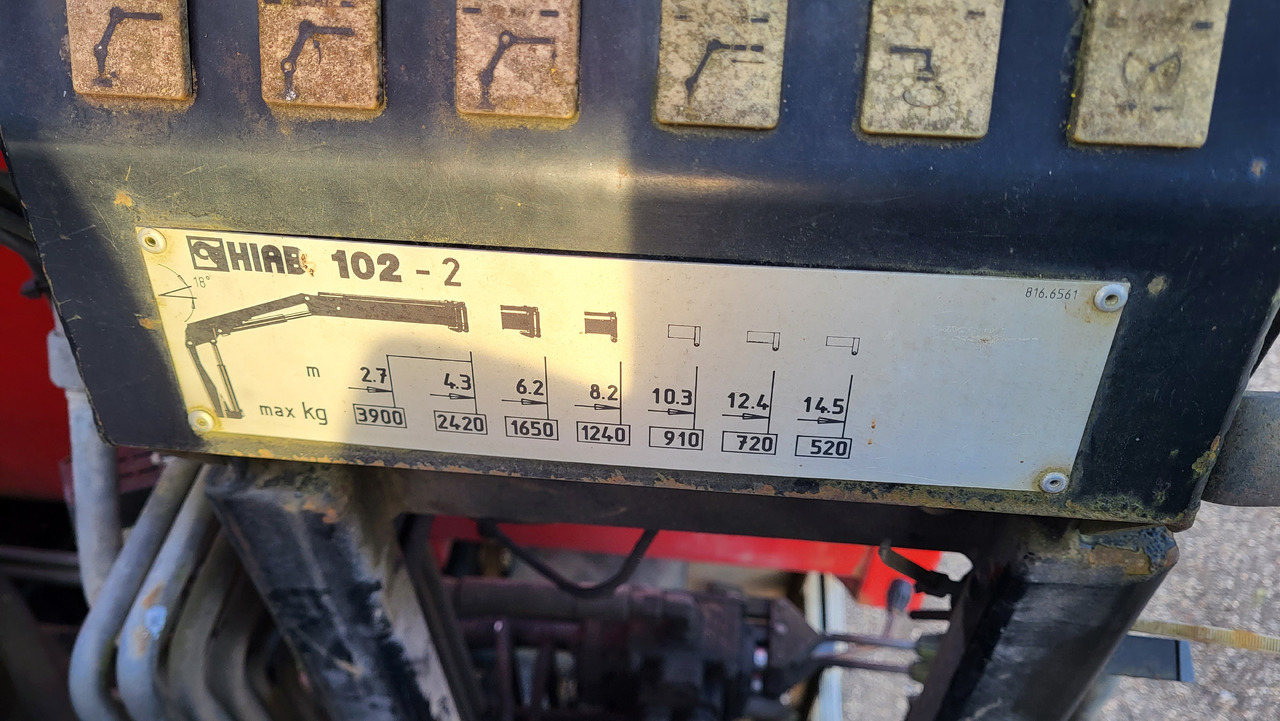 HIAB 102-2
816.6561
18°
m 2.7 4.3 6.2 8.2 10.3 12.4 14.5
max kg 3900 2420 1650 1240 910 720 520